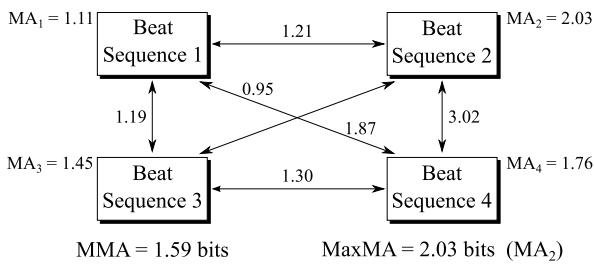 MA₁ = 1.11
Beat
Sequence 1
1.21
Beat
Sequence 2
MA₂ = 2.03
0.95
1.19
1.87
3.02
MA₃ = 1.45
Beat
Sequence 3
1.30
Beat
Sequence 4
MA₄ = 1.76
MMA = 1.59 bits
MaxMA = 2.03 bits (MA₂)